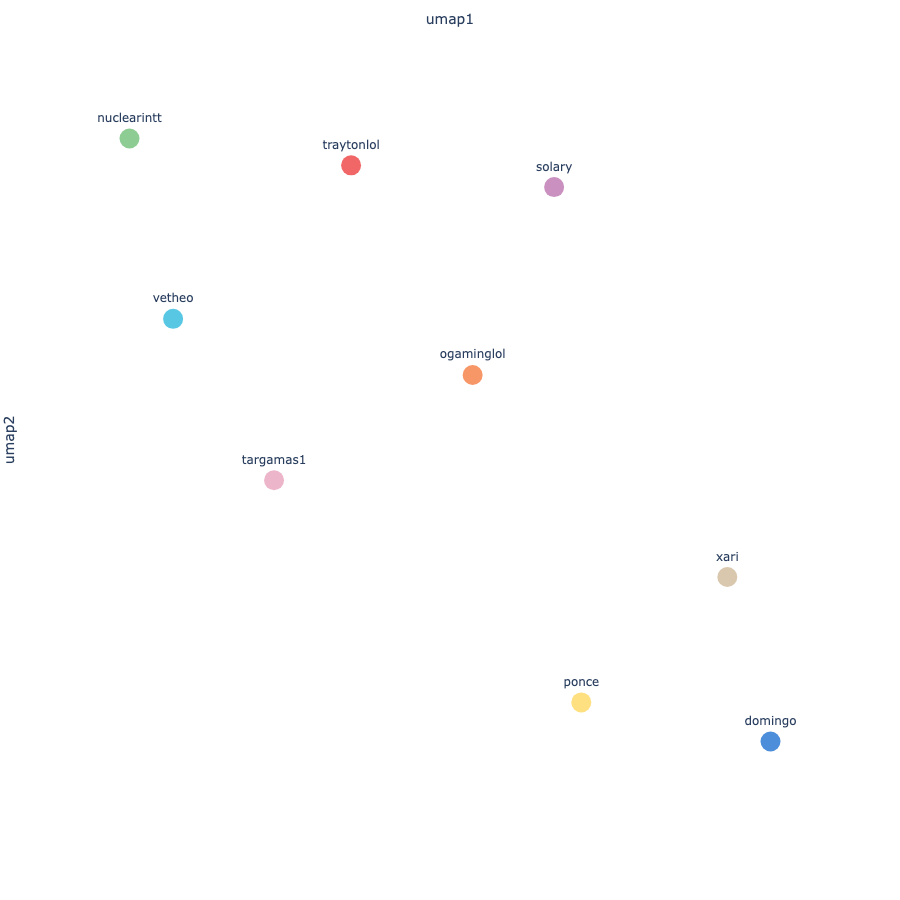 umap1
nuclearintt
traytonlol
solary
vetheo
ogaminglol
umap2
targamas1
xari
ponce
domingo